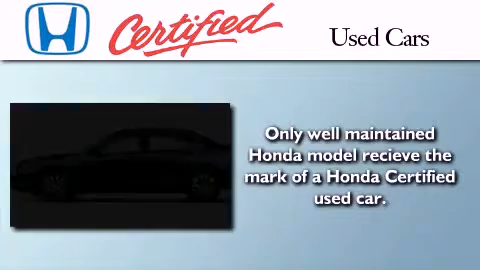 Certified
Used Cars
Only well maintained
Honda model recieve the
mark of a Honda Certified
used car.